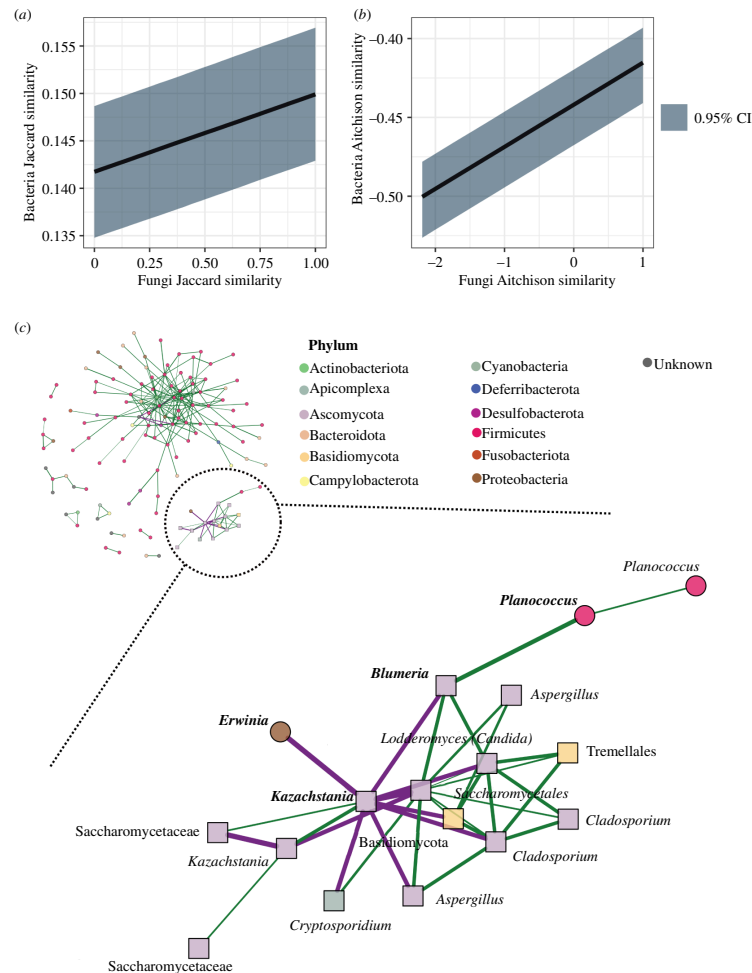 (a)
0.155
0.150
0.145
0.140
0.135
Bacteria Jaccard similarity
0
0.25
0.50
0.75
1.00
Fungi Jaccard similarity
(b)
−0.40
−0.45
−0.50
Bacteria Aitchison similarity
−2
−1
0
1
Fungi Aitchison similarity
0.95% CI
(c)
Phylum
Actinobacteriota
Apicomplexa
Ascomycota
Bacteroidota
Basidiomycota
Campylobacterota
Cyanobacteria
Deferribacterota
Desulfobacterota
Firmicutes
Fusobacteriota
Proteobacteria
Unknown
Planococcus
Planococcus
Blumeria
Aspergillus
Erwinia
Lodderomyces (Candida)
Tremellales
Kazachstania
Saccharomycetales
Saccharomycetaceae
Cladosporium
Basidiomycota
Kazachstania
Cladosporium
Cryptosporidium
Aspergillus
Saccharomycetaceae